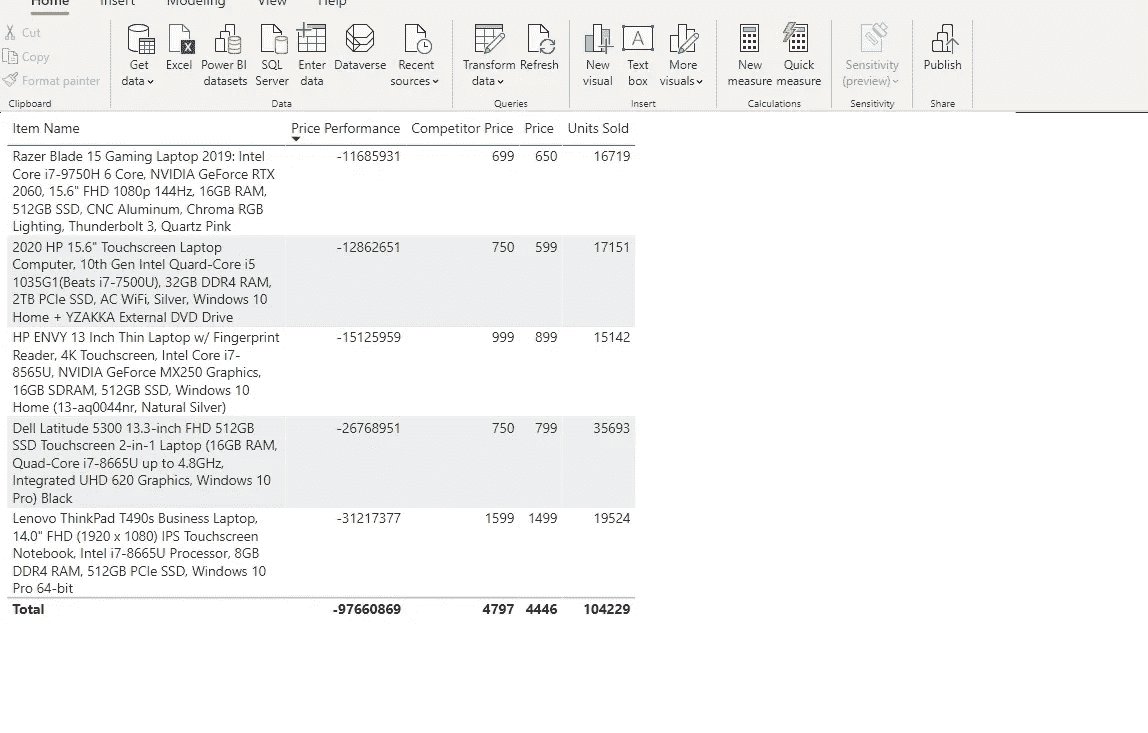 Home Insert Modeling View Help
Cut
Copy
Format painter
Get data
Excel
Power BI datasets
SQL Server
Enter data
Dataverse
Recent sources
Transform data
Refresh
New visual
Text box
More visuals
New measure
Quick measure
Sensitivity (preview)
Publish
Clipboard Data Queries Insert Calculations Sensitivity Share
Item Name Price Performance Competitor Price Price Units Sold
Razer Blade 15 Gaming Laptop 2019: Intel -11685931 699 650 16719
Core i7-9750H 6 Core, NVIDIA GeForce RTX
2060, 15.6" FHD 1080p 144Hz, 16GB RAM,
512GB SSD, CNC Aluminum, Chroma RGB
Lighting, Thunderbolt 3, Quartz Pink
2020 HP 15.6" Touchscreen Laptop -12862651 750 599 17151
Computer, 10th Gen Intel Quard-Core i5
1035G1(Beats i7-7500U), 32GB DDR4 RAM,
2TB PCIe SSD, AC WiFi, Silver, Windows 10
Home + YZAKKA External DVD Drive
HP ENVY 13 Inch Thin Laptop w/ Fingerprint -15125959 999 899 15142
Reader, 4K Touchscreen, Intel Core i7-
8565U, NVIDIA GeForce MX250 Graphics,
16GB SDRAM, 512GB SSD, Windows 10
Home (13-aq0044nr, Natural Silver)
Dell Latitude 5300 13.3-inch FHD 512GB -26768951 750 799 35693
SSD Touchscreen 2-in-1 Laptop (16GB RAM,
Quad-Core i7-8665U up to 4.8GHz,
Integrated UHD 620 Graphics, Windows 10
Pro) Black
Lenovo ThinkPad T490s Business Laptop, -31217377 1599 1499 19524
14.0" FHD (1920 x 1080) IPS Touchscreen
Notebook, Intel i7-8665U Processor, 8GB
DDR4 RAM, 512GB PCIe SSD, Windows 10
Pro 64-bit
Total -97660869 4797 4446 104229